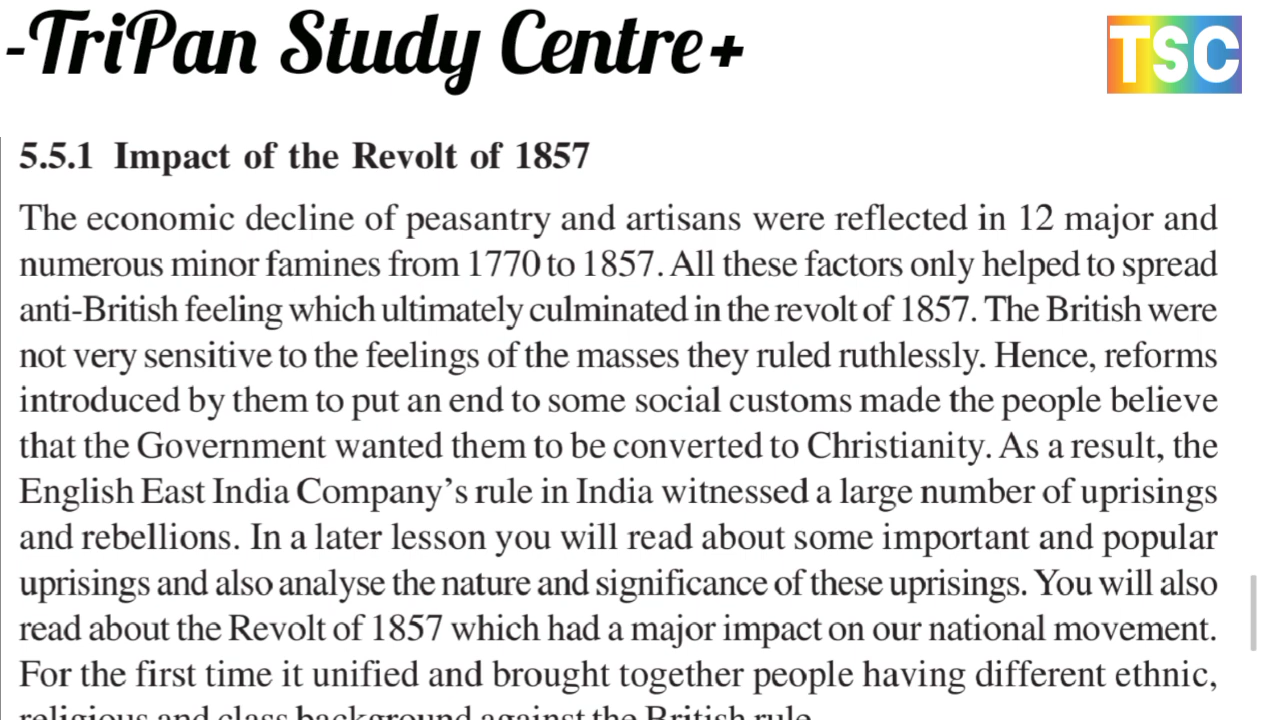 -TriPan Study Centre+
TSC
5.5.1 Impact of the Revolt of 1857
The economic decline of peasantry and artisans were reflected in 12 major and
numerous minor famines from 1770 to 1857. All these factors only helped to spread
anti-British feeling which ultimately culminated in the revolt of 1857. The British were
not very sensitive to the feelings of the masses they ruled ruthlessly. Hence, reforms
introduced by them to put an end to some social customs made the people believe
that the Government wanted them to be converted to Christianity. As a result, the
English East India Company’s rule in India witnessed a large number of uprisings
and rebellions. In a later lesson you will read about some important and popular
uprisings and also analyse the nature and significance of these uprisings. You will also
read about the Revolt of 1857 which had a major impact on our national movement.
For the first time it unified and brought together people having different ethnic,
religious and class background against the British rule.